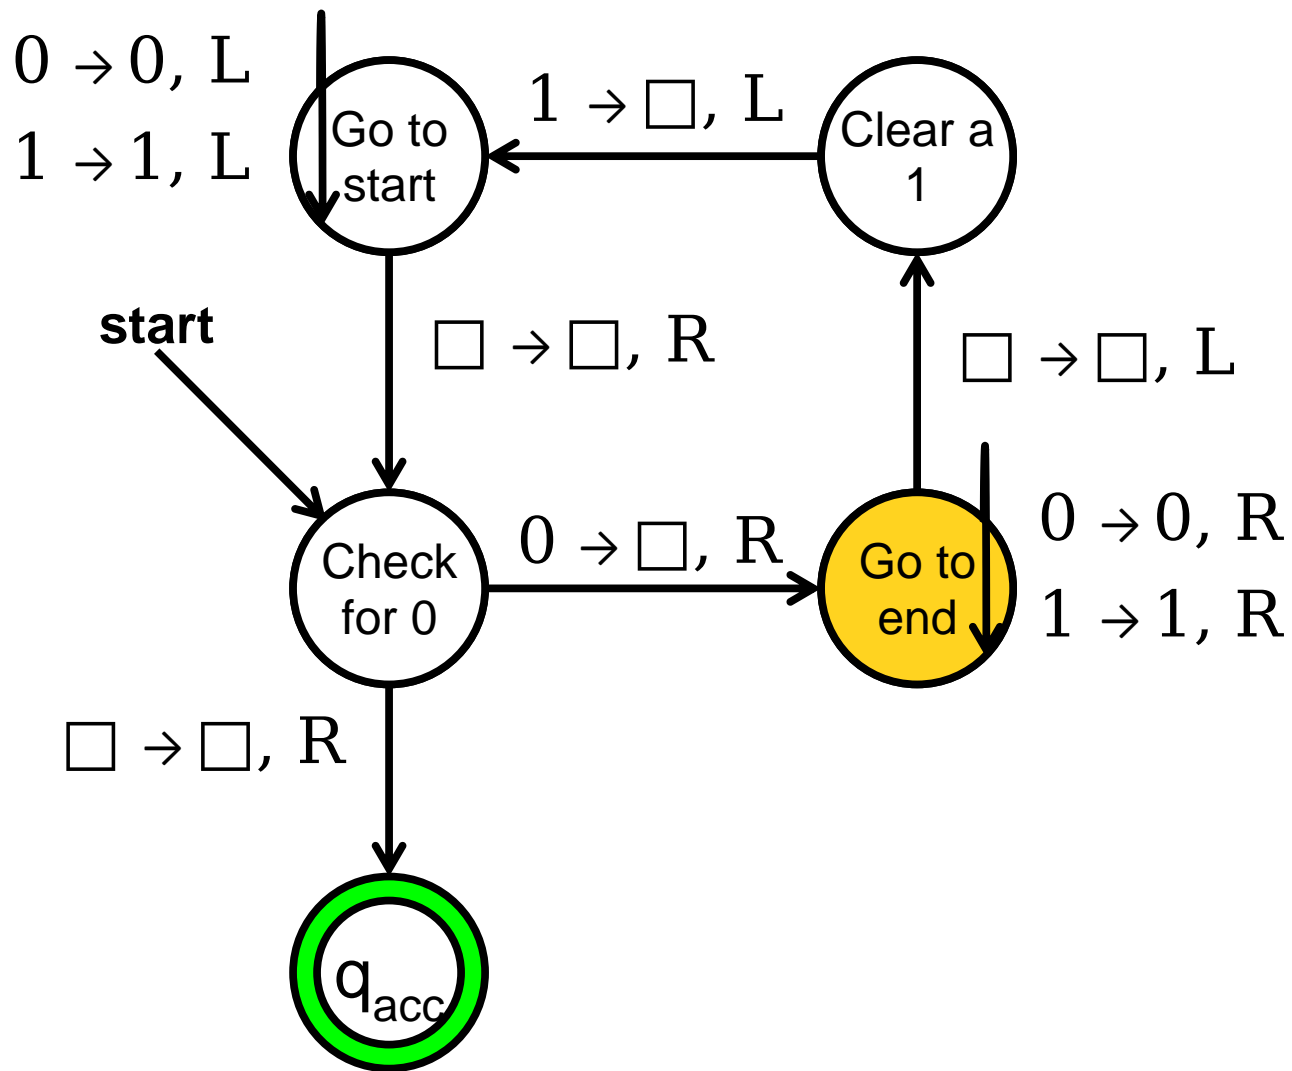 0 → 0, L
1 → 1, L
Go to
start
1 → □, L
Clear a
1
start
□ → □, R
□ → □, L
Check
for 0
0 → □, R
Go to
end
0 → 0, R
1 → 1, R
□ → □, R
qacc